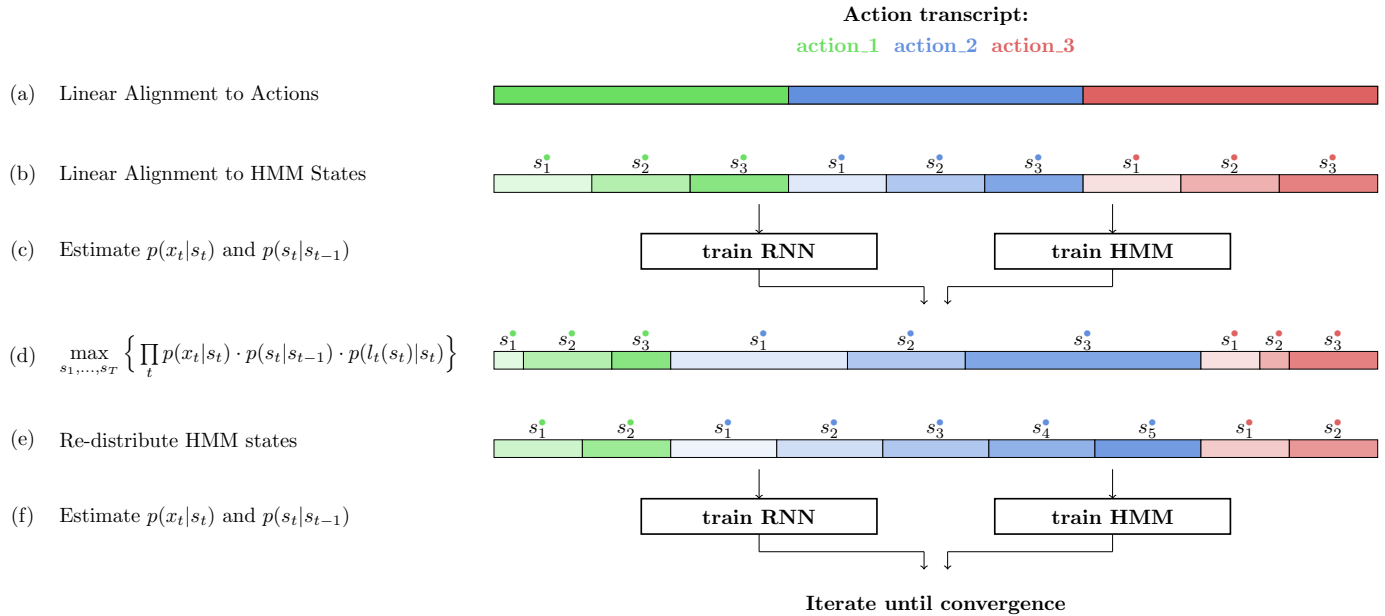 Action transcript:
action_1 action_2 action_3
(a) Linear Alignment to Actions
s₁ s₂ s₃ s₁ s₂ s₃ s₁ s₂ s₃
(b) Linear Alignment to HMM States
(c) Estimate p(xₜ|sₜ) and p(sₜ|sₜ₋₁) train RNN train HMM
s₁ s₂ s₃ s₁ s₂ s₃ s₁ s₂ s₃
(d) max s₁,...,s_T { ∏ₜ p(xₜ|sₜ) · p(sₜ|sₜ₋₁) · p(lₜ(sₜ)|sₜ) }
s₁ s₂ s₁ s₂ s₃ s₄ s₅ s₁ s₂
(e) Re-distribute HMM states
(f) Estimate p(xₜ|sₜ) and p(sₜ|sₜ₋₁) train RNN train HMM
Iterate until convergence